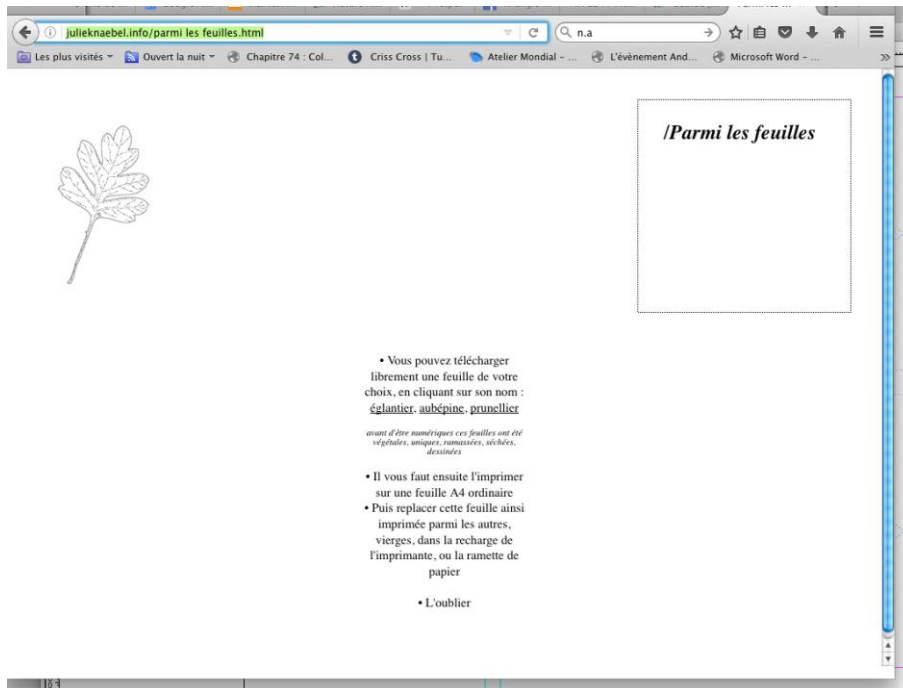 julieknaebel.info/parmi les feuilles.html
n.a
Les plus visités
Ouvert la nuit
Chapitre 74 : Col...
Criss Cross | Tu...
Atelier Mondial – ...
L'évènement And...
Microsoft Word – ...
/Parmi les feuilles
• Vous pouvez télécharger
librement une feuille de votre
choix, en cliquant sur son nom :
églantier, aubépine, prunellier
avant d'être numériques ces feuilles ont été
végétales, uniques, ramassées, séchées,
dessinées
• Il vous faut ensuite l'imprimer
sur une feuille A4 ordinaire
• Puis replacer cette feuille ainsi
imprimée parmi les autres,
vierges, dans la recharge de
l'imprimante, ou la ramette de
papier
• L'oublier